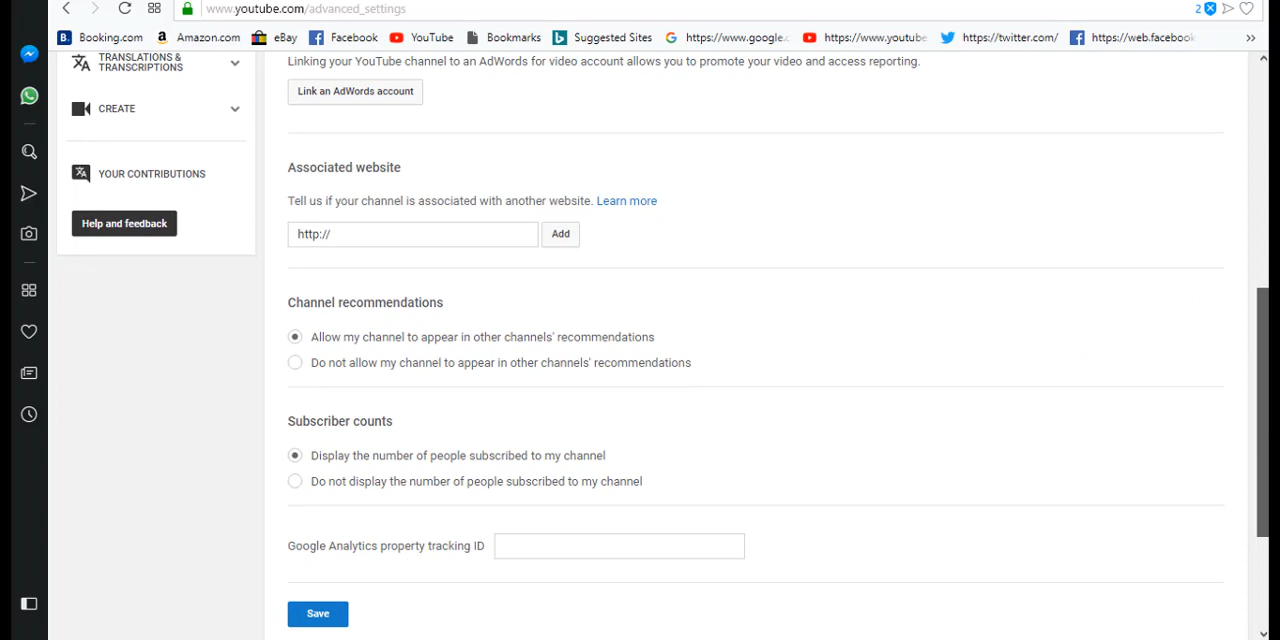 www.youtube.com/advanced_settings
2
Booking.com Amazon.com eBay Facebook YouTube Bookmarks Suggested Sites https://www.google. https://www.youtube https://twitter.com/ https://web.facebook
TRANSLATIONS &
TRANSCRIPTIONS
CREATE
YOUR CONTRIBUTIONS
Help and feedback
Linking your YouTube channel to an AdWords for video account allows you to promote your video and access reporting.
Link an AdWords account
Associated website
Tell us if your channel is associated with another website. Learn more
http:// Add
Channel recommendations
Allow my channel to appear in other channels' recommendations
Do not allow my channel to appear in other channels' recommendations
Subscriber counts
Display the number of people subscribed to my channel
Do not display the number of people subscribed to my channel
Google Analytics property tracking ID
Save